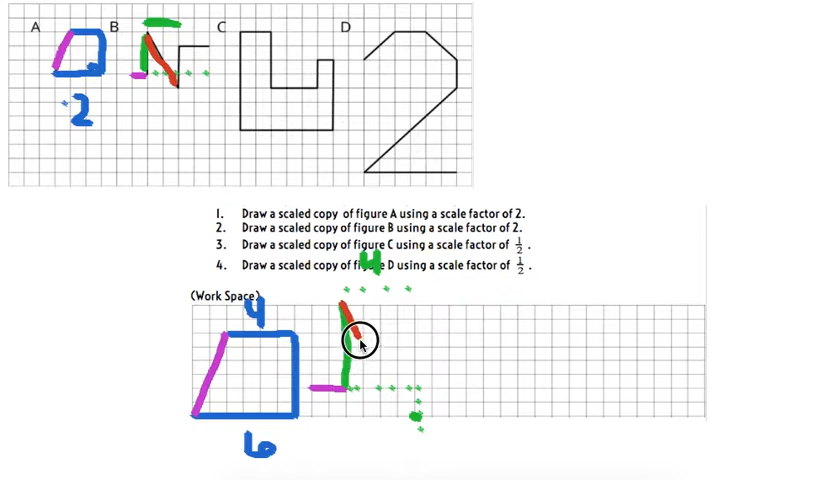 A B C D
2
1. Draw a scaled copy of figure A using a scale factor of 2.
2. Draw a scaled copy of figure B using a scale factor of 2.
3. Draw a scaled copy of figure C using a scale factor of 1/2.
4. Draw a scaled copy of figure D using a scale factor of 1/2.
4
(Work Space)
4
6